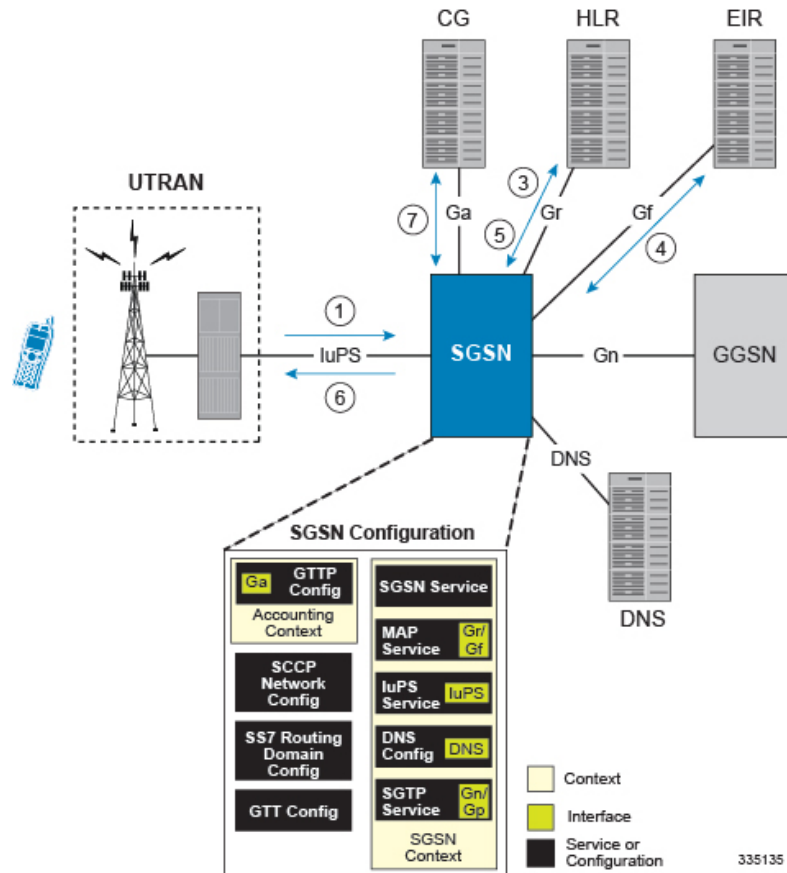 CG
HLR
EIR
UTRAN
3
7
Ga
5
Gr
Gf
4
1
IuPS
6
SGSN
Gn
GGSN
DNS
DNS
SGSN Configuration
Ga
GTTP
Config
Accounting
Context
SCCP
Network
Config
SS7 Routing
Domain
Config
GTT Config
SGSN Service
MAP
Service
Gr/
Gf
IuPS
Service
IuPS
DNS
Config
DNS
SGTP
Service
Gn/
Gp
SGSN
Context
Context
Interface
Service or
Configuration
335135